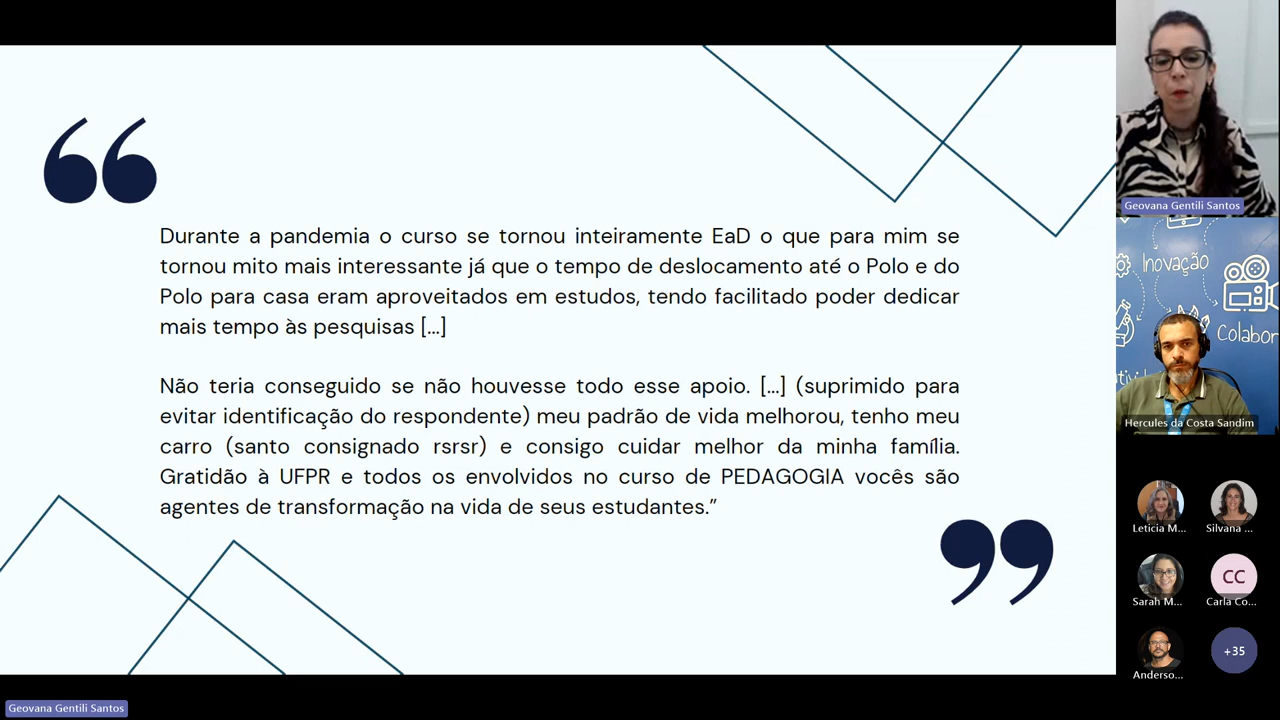 “
Durante a pandemia o curso se tornou inteiramente EaD o que para mim se
tornou mito mais interessante já que o tempo de deslocamento até o Polo e do
Polo para casa eram aproveitados em estudos, tendo facilitado poder dedicar
mais tempo às pesquisas [...]
Não teria conseguido se não houvesse todo esse apoio. [...] (suprimido para
evitar identificação do respondente) meu padrão de vida melhorou, tenho meu
carro (santo consignado rsrsr) e consigo cuidar melhor da minha família.
Gratidão à UFPR e todos os envolvidos no curso de PEDAGOGIA vocês são
agentes de transformação na vida de seus estudantes.”
”
Geovana Gentili Santos
Inovação
Colabor
Hercules da Costa Sandim
Leticia M...
Silvana ...
Sarah M...
CC
Carla Co...
Anderso...
+35
Geovana Gentili Santos